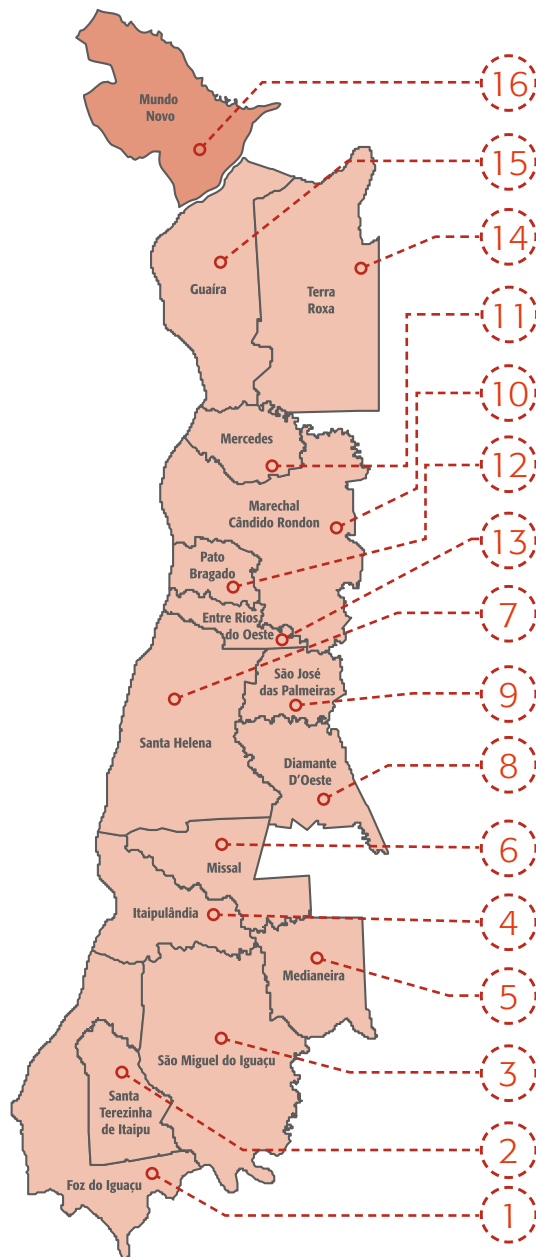 Mundo
Novo
16
15
14
Guaíra
Terra
Roxa
11
10
Mercedes
12
Marechal
Cândido Rondon
13
Pato
Bragado
7
Entre Rios
do Oeste
São José
das Palmeiras
9
Santa Helena
8
Diamante
D'Oeste
6
Missal
Itaipulândia
4
Medianeira
5
São Miguel do Iguaçu
3
Santa
Terezinha
de Itaipu
2
Foz do Iguaçu
1